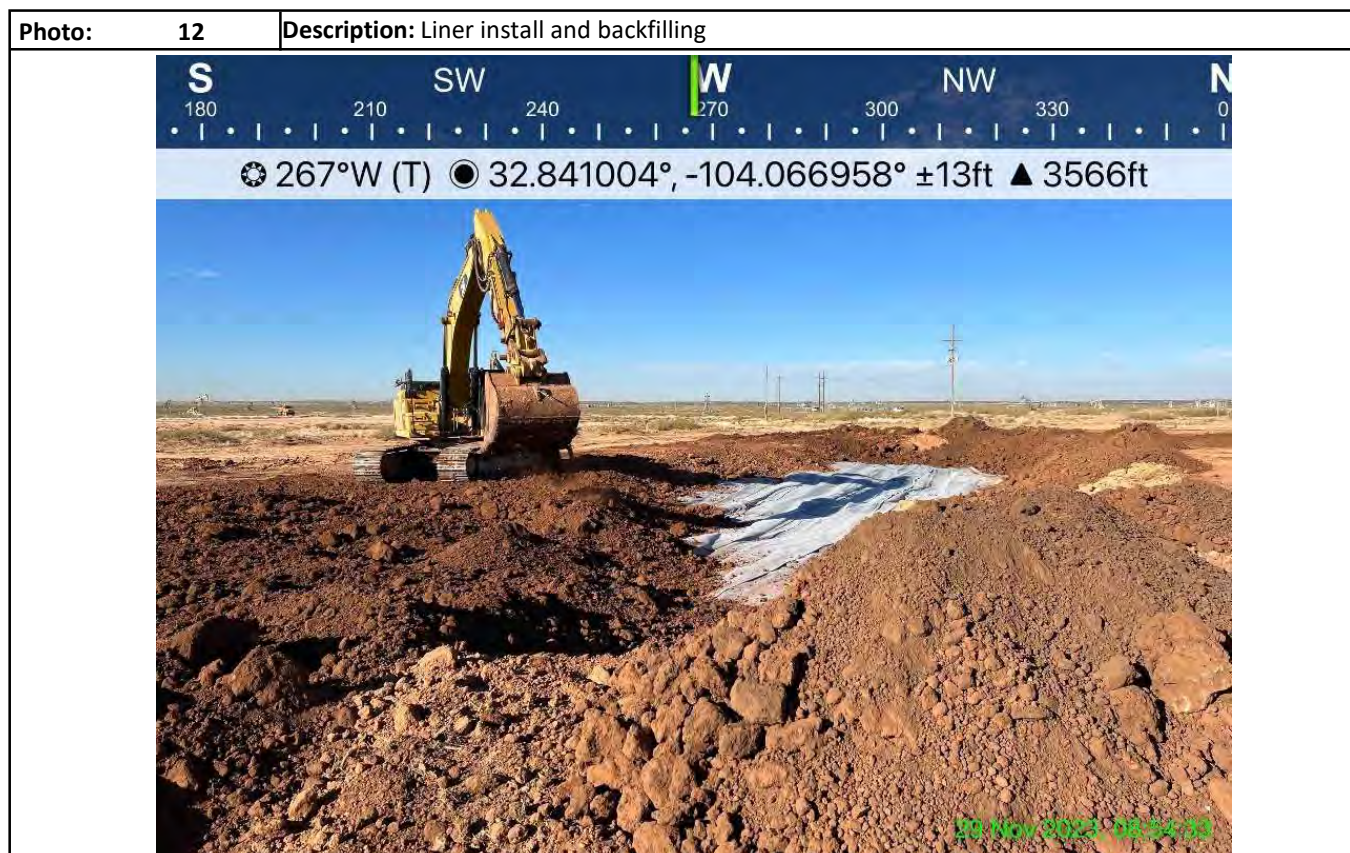 Photo: 12 Description: Liner install and backfilling
S SW W NW N
180 210 240 270 300 330 0
267°W (T) 32.841004°, -104.066958° ±13ft ▲ 3566ft
29 Nov 2023, 08:54:39